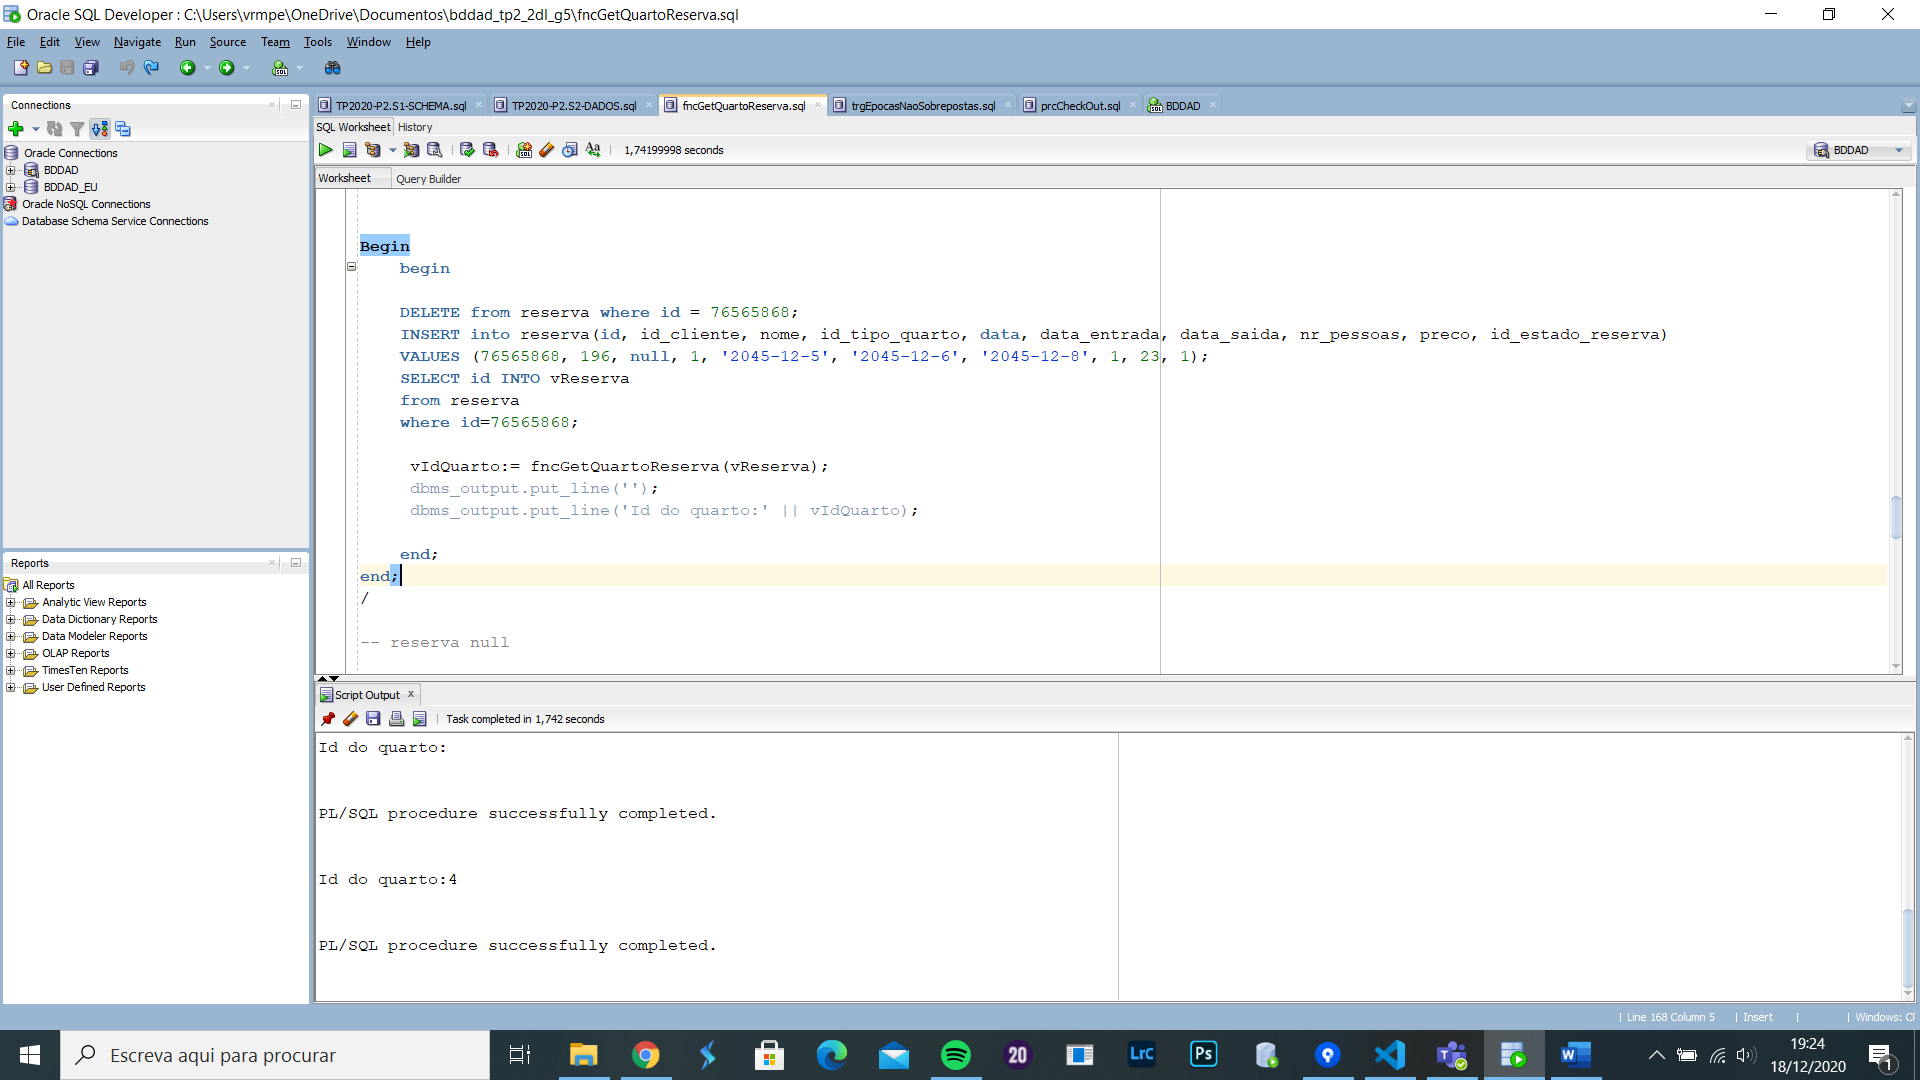 Oracle SQL Developer : C:\Users\vrmpe\OneDrive\Documentos\bddad_tp2_2dl_g5\fncGetQuartoReserva.sql
File Edit View Navigate Run Source Team Tools Window Help
Connections
Oracle Connections
BDDAD
BDDAD_EU
Oracle NoSQL Connections
Database Schema Service Connections
Reports
All Reports
Analytic View Reports
Data Dictionary Reports
Data Modeler Reports
OLAP Reports
TimesTen Reports
User Defined Reports
TP2020-P2.S1-SCHEMA.sql TP2020-P2.S2-DADOS.sql fncGetQuartoReserva.sql trgEpocasNaoSobrepostas.sql prcCheckOut.sql BDDAD
SQL Worksheet History
1,74199998 seconds
BDDAD
Worksheet Query Builder
Begin
begin
DELETE from reserva where id = 76565868;
INSERT into reserva(id, id_cliente, nome, id_tipo_quarto, data, data_entrada, data_saida, nr_pessoas, preco, id_estado_reserva)
VALUES (76565868, 196, null, 1, '2045-12-5', '2045-12-6', '2045-12-8', 1, 23, 1);
SELECT id INTO vReserva
from reserva
where id=76565868;
vIdQuarto:= fncGetQuartoReserva(vReserva);
dbms_output.put_line('');
dbms_output.put_line('Id do quarto:' || vIdQuarto);
end;
end;
/
-- reserva null
Script Output
Task completed in 1,742 seconds
Id do quarto:
PL/SQL procedure successfully completed.
Id do quarto:4
PL/SQL procedure successfully completed.
Line 168 Column 5 Insert Windows: CF
Escreva aqui para procurar
20
LrC
Ps
19:24
18/12/2020
1